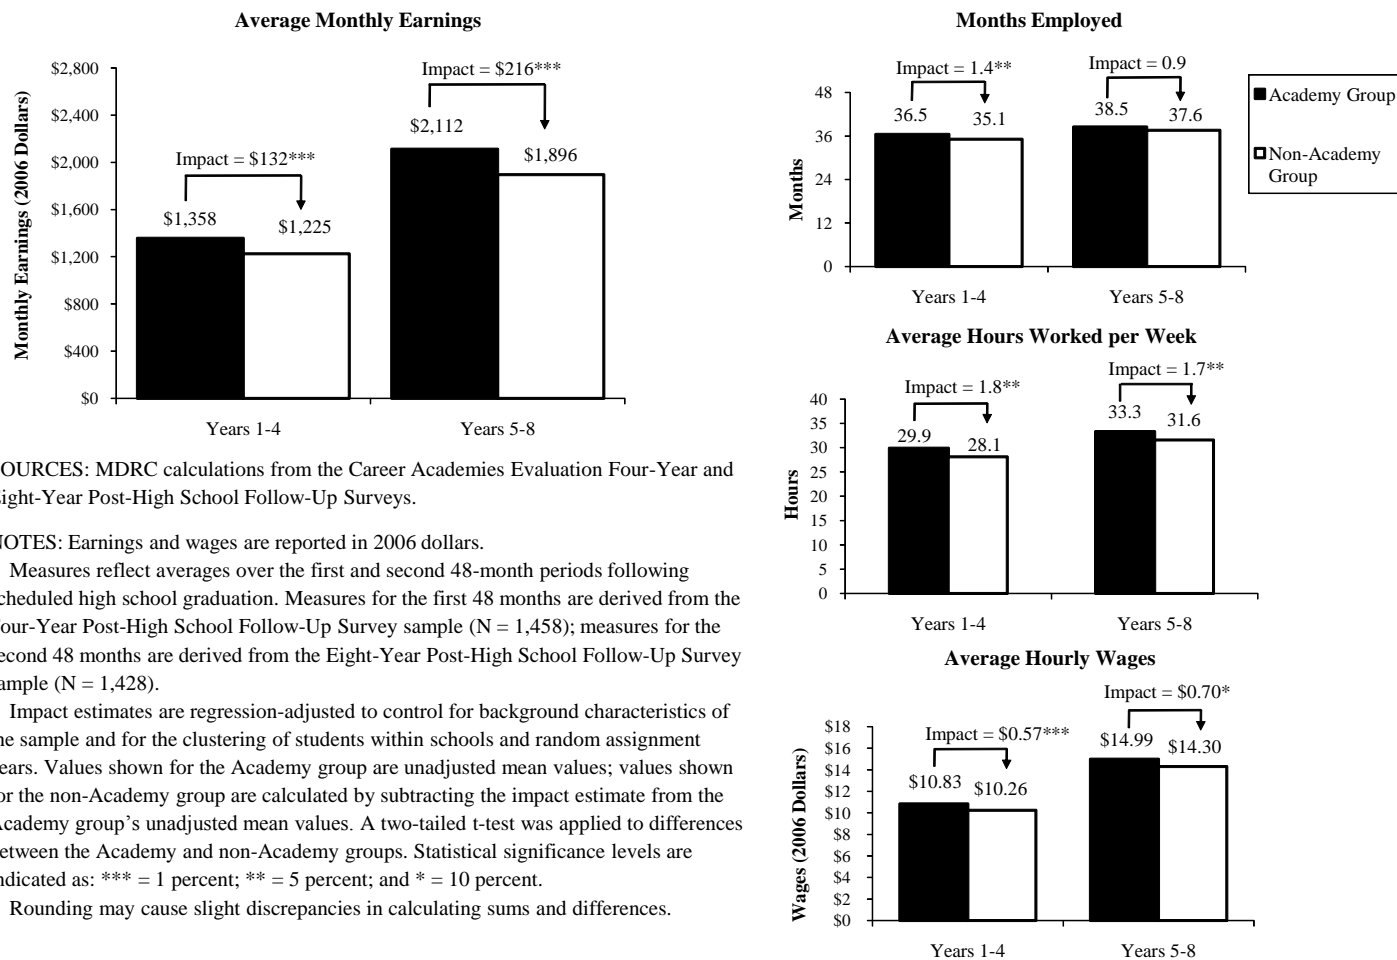 Average Monthly Earnings
Monthly Earnings (2006 Dollars)
$2,800
$2,400
$2,000
$1,600
$1,200
$800
$400
$0
Impact = $132***
$1,358
$1,225
Impact = $216***
$2,112
$1,896
Years 1-4
Years 5-8
OURCES: MDRC calculations from the Career Academies Evaluation Four-Year and
ight-Year Post-High School Follow-Up Surveys.
NOTES: Earnings and wages are reported in 2006 dollars.
Measures reflect averages over the first and second 48-month periods following
cheduled high school graduation. Measures for the first 48 months are derived from the
our-Year Post-High School Follow-Up Survey sample (N = 1,458); measures for the
econd 48 months are derived from the Eight-Year Post-High School Follow-Up Survey
ample (N = 1,428).
Impact estimates are regression-adjusted to control for background characteristics of
he sample and for the clustering of students within schools and random assignment
ears. Values shown for the Academy group are unadjusted mean values; values shown
or the non-Academy group are calculated by subtracting the impact estimate from the
Academy group’s unadjusted mean values. A two-tailed t-test was applied to differences
etween the Academy and non-Academy groups. Statistical significance levels are
ndicated as: *** = 1 percent; ** = 5 percent; and * = 10 percent.
Rounding may cause slight discrepancies in calculating sums and differences.
Months Employed
Months
48
36
24
12
0
Impact = 1.4**
36.5
35.1
Impact = 0.9
38.5
37.6
Years 1-4
Years 5-8
Academy Group
Non-Academy
Group
Average Hours Worked per Week
Hours
40
35
30
25
20
15
10
5
0
Impact = 1.8**
29.9
28.1
Impact = 1.7**
33.3
31.6
Years 1-4
Years 5-8
Average Hourly Wages
Wages (2006 Dollars)
$18
$16
$14
$12
$10
$8
$6
$4
$2
$0
Impact = $0.57***
$10.83
$10.26
Impact = $0.70*
$14.99
$14.30
Years 1-4
Years 5-8